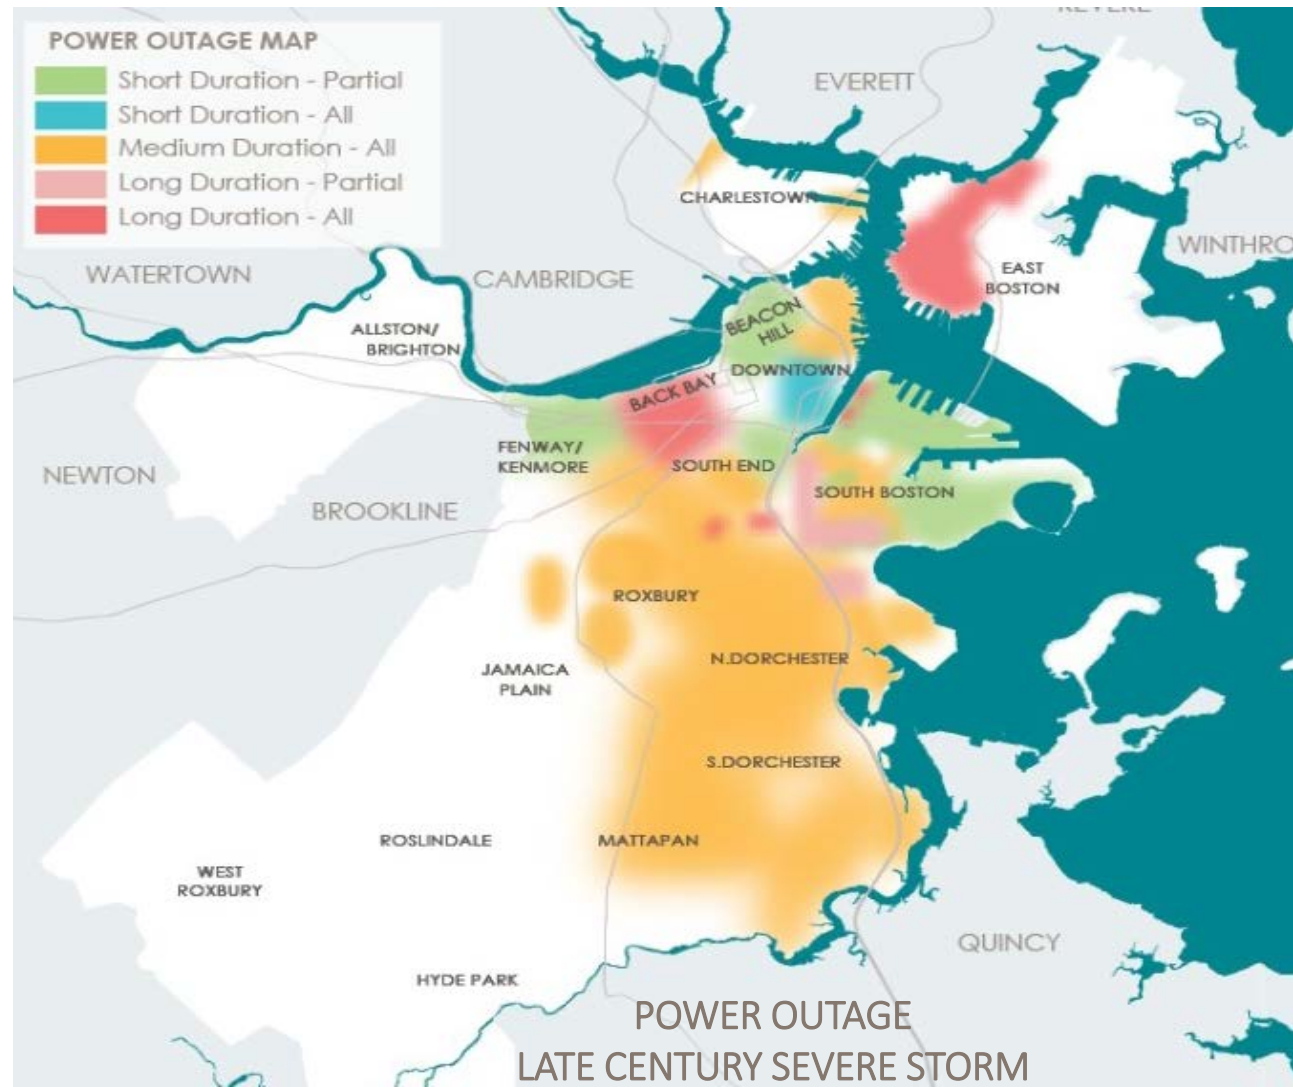 REVERE
POWER OUTAGE MAP
Short Duration - Partial
Short Duration - All
Medium Duration - All
Long Duration - Partial
Long Duration - All
EVERETT
CHARLESTOWN
WINTHRO
WATERTOWN
CAMBRIDGE
EAST
BOSTON
ALLSTON/
BRIGHTON
BEACON
HILL
DOWNTOWN
BACK BAY
FENWAY/
KENMORE
SOUTH END
NEWTON
SOUTH BOSTON
BROOKLINE
ROXBURY
N.DORCHESTER
JAMAICA
PLAIN
S.DORCHESTER
ROSLINDALE
MATTAPAN
WEST
ROXBURY
QUINCY
HYDE PARK
POWER OUTAGE
LATE CENTURY SEVERE STORM